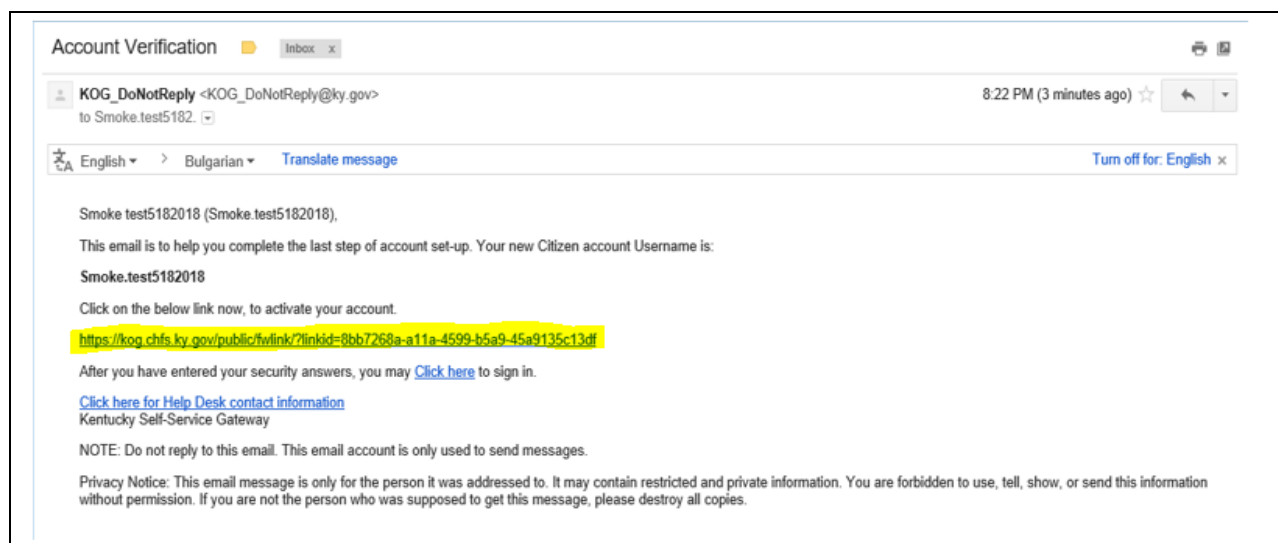 Account Verification Inbox x
KOG_DoNotReply <KOG_DoNotReply@ky.gov> 8:22 PM (3 minutes ago)
to Smoke.test5182.
English > Bulgarian Translate message Turn off for: English x
Smoke test5182018 (Smoke.test5182018),
This email is to help you complete the last step of account set-up. Your new Citizen account Username is:
Smoke.test5182018
Click on the below link now, to activate your account.
https://kog.chfs.ky.gov/public/fwlink/?linkid=8bb7268a-a11a-4599-b5a9-45a9135c13df
After you have entered your security answers, you may Click here to sign in.
Click here for Help Desk contact information
Kentucky Self-Service Gateway
NOTE: Do not reply to this email. This email account is only used to send messages.
Privacy Notice: This email message is only for the person it was addressed to. It may contain restricted and private information. You are forbidden to use, tell, show, or send this information
without permission. If you are not the person who was supposed to get this message, please destroy all copies.